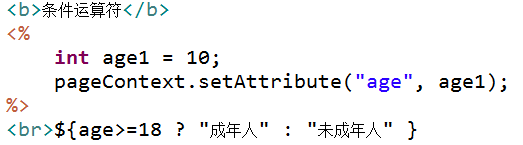 <b>条件运算符</b>
<%
    int age1 = 10;
    pageContext.setAttribute("age", age1);
%>
<br>${age>=18 ? "成年人" : "未成年人" }